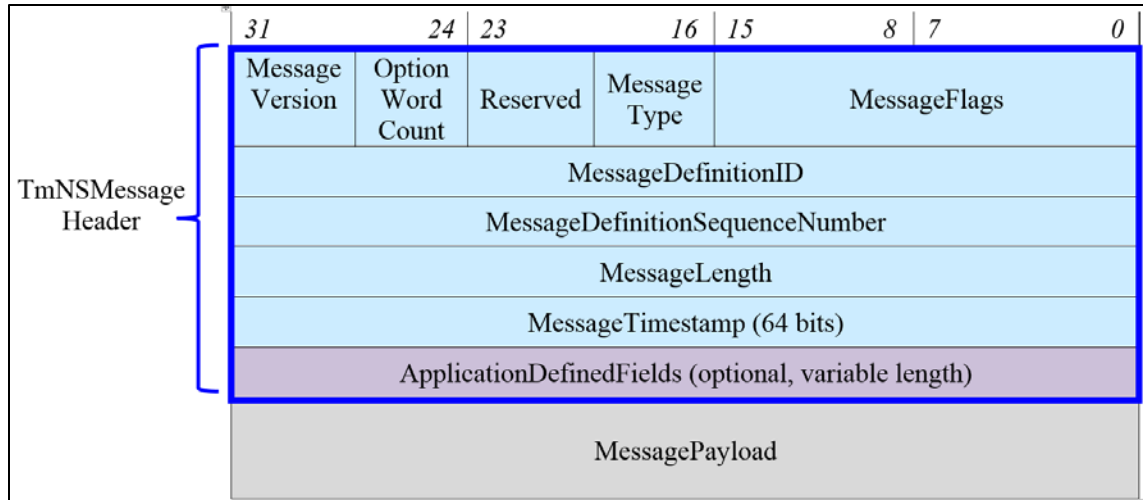 31 24 23 16 15 8 7 0
Message Version
Option Word Count
Reserved
Message Type
MessageFlags
TmNSMessage Header
MessageDefinitionID
MessageDefinitionSequenceNumber
MessageLength
MessageTimestamp (64 bits)
ApplicationDefinedFields (optional, variable length)
MessagePayload